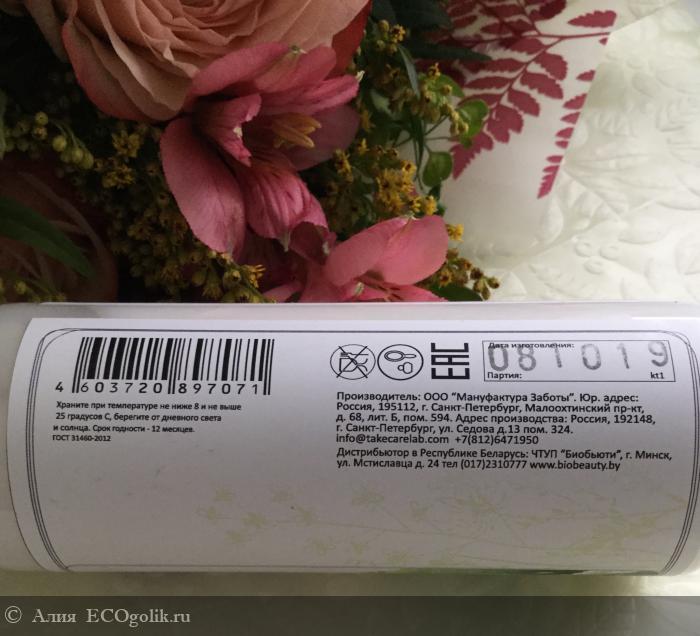 4 603720 897071
Храните при температуре не ниже 8 и не выше
25 градусов С, берегите от дневного света
и солнца. Срок годности - 12 месяцев.
ГОСТ 31460-2012
EAC
Дата изготовления:
081019
Партия:
kt1
Производитель: ООО "Мануфактура Заботы". Юр. адрес:
Россия, 195112, г. Санкт-Петербург, Малоохтинский пр-кт,
д. 68, лит. Б, пом. 594. Адрес производства: Россия, 192148,
г. Санкт-Петербург, ул. Седова д.13 пом. 324.
info@takecarelab.com +7(812)6471950
Дистрибьютор в Республике Беларусь: ЧТУП "Биобьюти", г. Минск,
ул. Мстиславца д. 24 тел (017)2310777 www.biobeauty.by
© Алия ECOgolik.ru